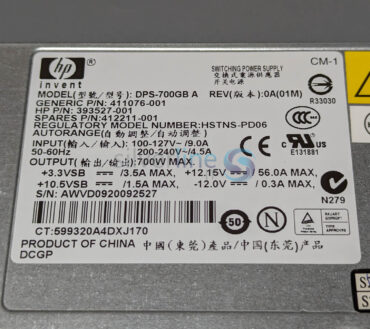 hp
invent
SWITCHING POWER SUPPLY
交換式電源供應器
开关电源
CM-1
MODEL(型號/型号): DPS-700GB A REV(版本):0A(01M)
GENERIC P/N:411076-001
HP P/N:393527-001
SPARES P/N:412211-001
REGULATORY MODEL NUMBER:HSTNS-PD06
AUTORANGE(自動調整/自动调整)
INPUT(輸入/输入): 100-127V~/9.0A
50-60Hz 200-240V~/4.5A
OUTPUT(輸出/输出):700W MAX
+3.3VSB /3.5A MAX, +12.15V /56.0A MAX.
+10.5VSB /1.5A MAX, -12.0V / 0.3A MAX.
S/N: AWVD0920092527
R33030
CCC
c UL US
E131881
N279
50
CT:599320A4DXJ170
PRODUCT OF CHINA 中國(東莞)產品/中国(东莞)产品
DCGP